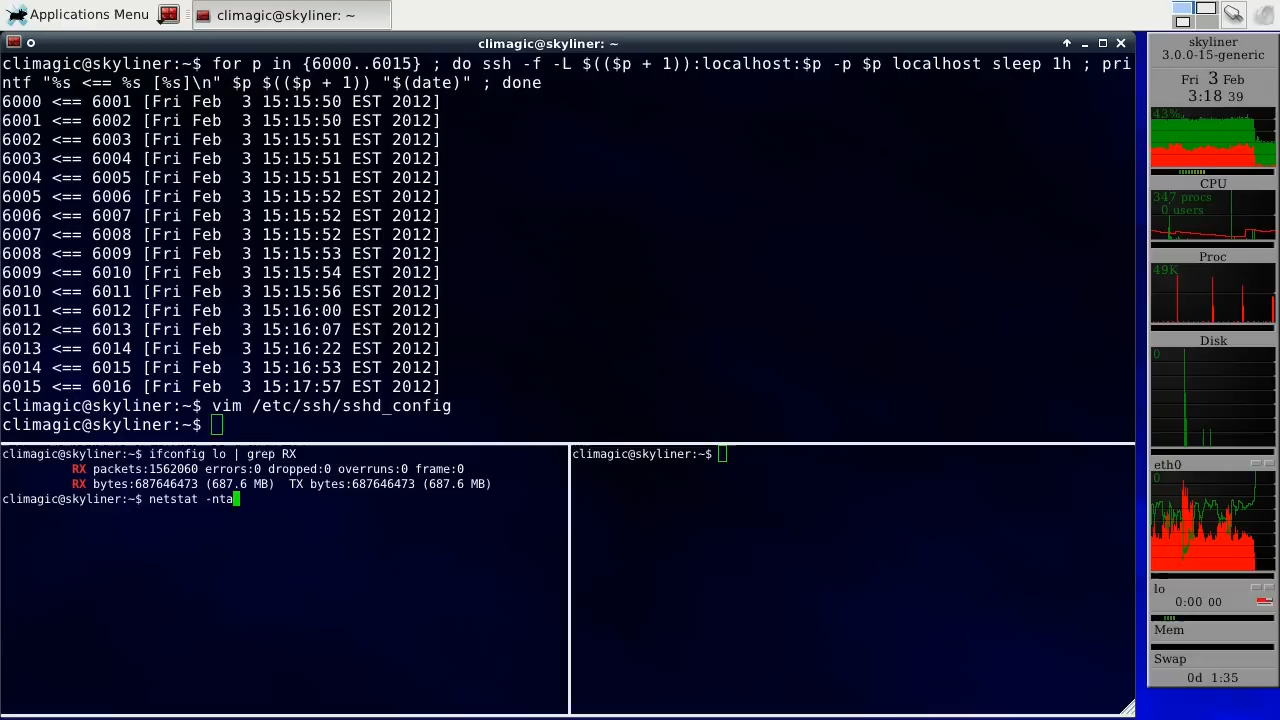 Applications Menu
climagic@skyliner: ~
climagic@skyliner: ~
climagic@skyliner:~$ for p in {6000..6015} ; do ssh -f -L $(($p + 1)):localhost:$p -p $p localhost sleep 1h ; pri
ntf "%s <== %s [%s]\n" $p $(($p + 1)) "$(date)" ; done
6000 <== 6001 [Fri Feb  3 15:15:50 EST 2012]
6001 <== 6002 [Fri Feb  3 15:15:50 EST 2012]
6002 <== 6003 [Fri Feb  3 15:15:51 EST 2012]
6003 <== 6004 [Fri Feb  3 15:15:51 EST 2012]
6004 <== 6005 [Fri Feb  3 15:15:51 EST 2012]
6005 <== 6006 [Fri Feb  3 15:15:52 EST 2012]
6006 <== 6007 [Fri Feb  3 15:15:52 EST 2012]
6007 <== 6008 [Fri Feb  3 15:15:52 EST 2012]
6008 <== 6009 [Fri Feb  3 15:15:53 EST 2012]
6009 <== 6010 [Fri Feb  3 15:15:54 EST 2012]
6010 <== 6011 [Fri Feb  3 15:15:56 EST 2012]
6011 <== 6012 [Fri Feb  3 15:16:00 EST 2012]
6012 <== 6013 [Fri Feb  3 15:16:07 EST 2012]
6013 <== 6014 [Fri Feb  3 15:16:22 EST 2012]
6014 <== 6015 [Fri Feb  3 15:16:53 EST 2012]
6015 <== 6016 [Fri Feb  3 15:17:57 EST 2012]
climagic@skyliner:~$ vim /etc/ssh/sshd_config
climagic@skyliner:~$
climagic@skyliner:~$ ifconfig lo | grep RX
RX packets:1562060 errors:0 dropped:0 overruns:0 frame:0
RX bytes:687646473 (687.6 MB)  TX bytes:687646473 (687.6 MB)
climagic@skyliner:~$ netstat -nta
climagic@skyliner:~$
skyliner
3.0.0-15-generic
Fri 3 Feb
3:18 39
43%
CPU
347 procs
0 users
Proc
49K
Disk
0
eth0
0
lo
0:00 00
Mem
Swap
0d 1:35